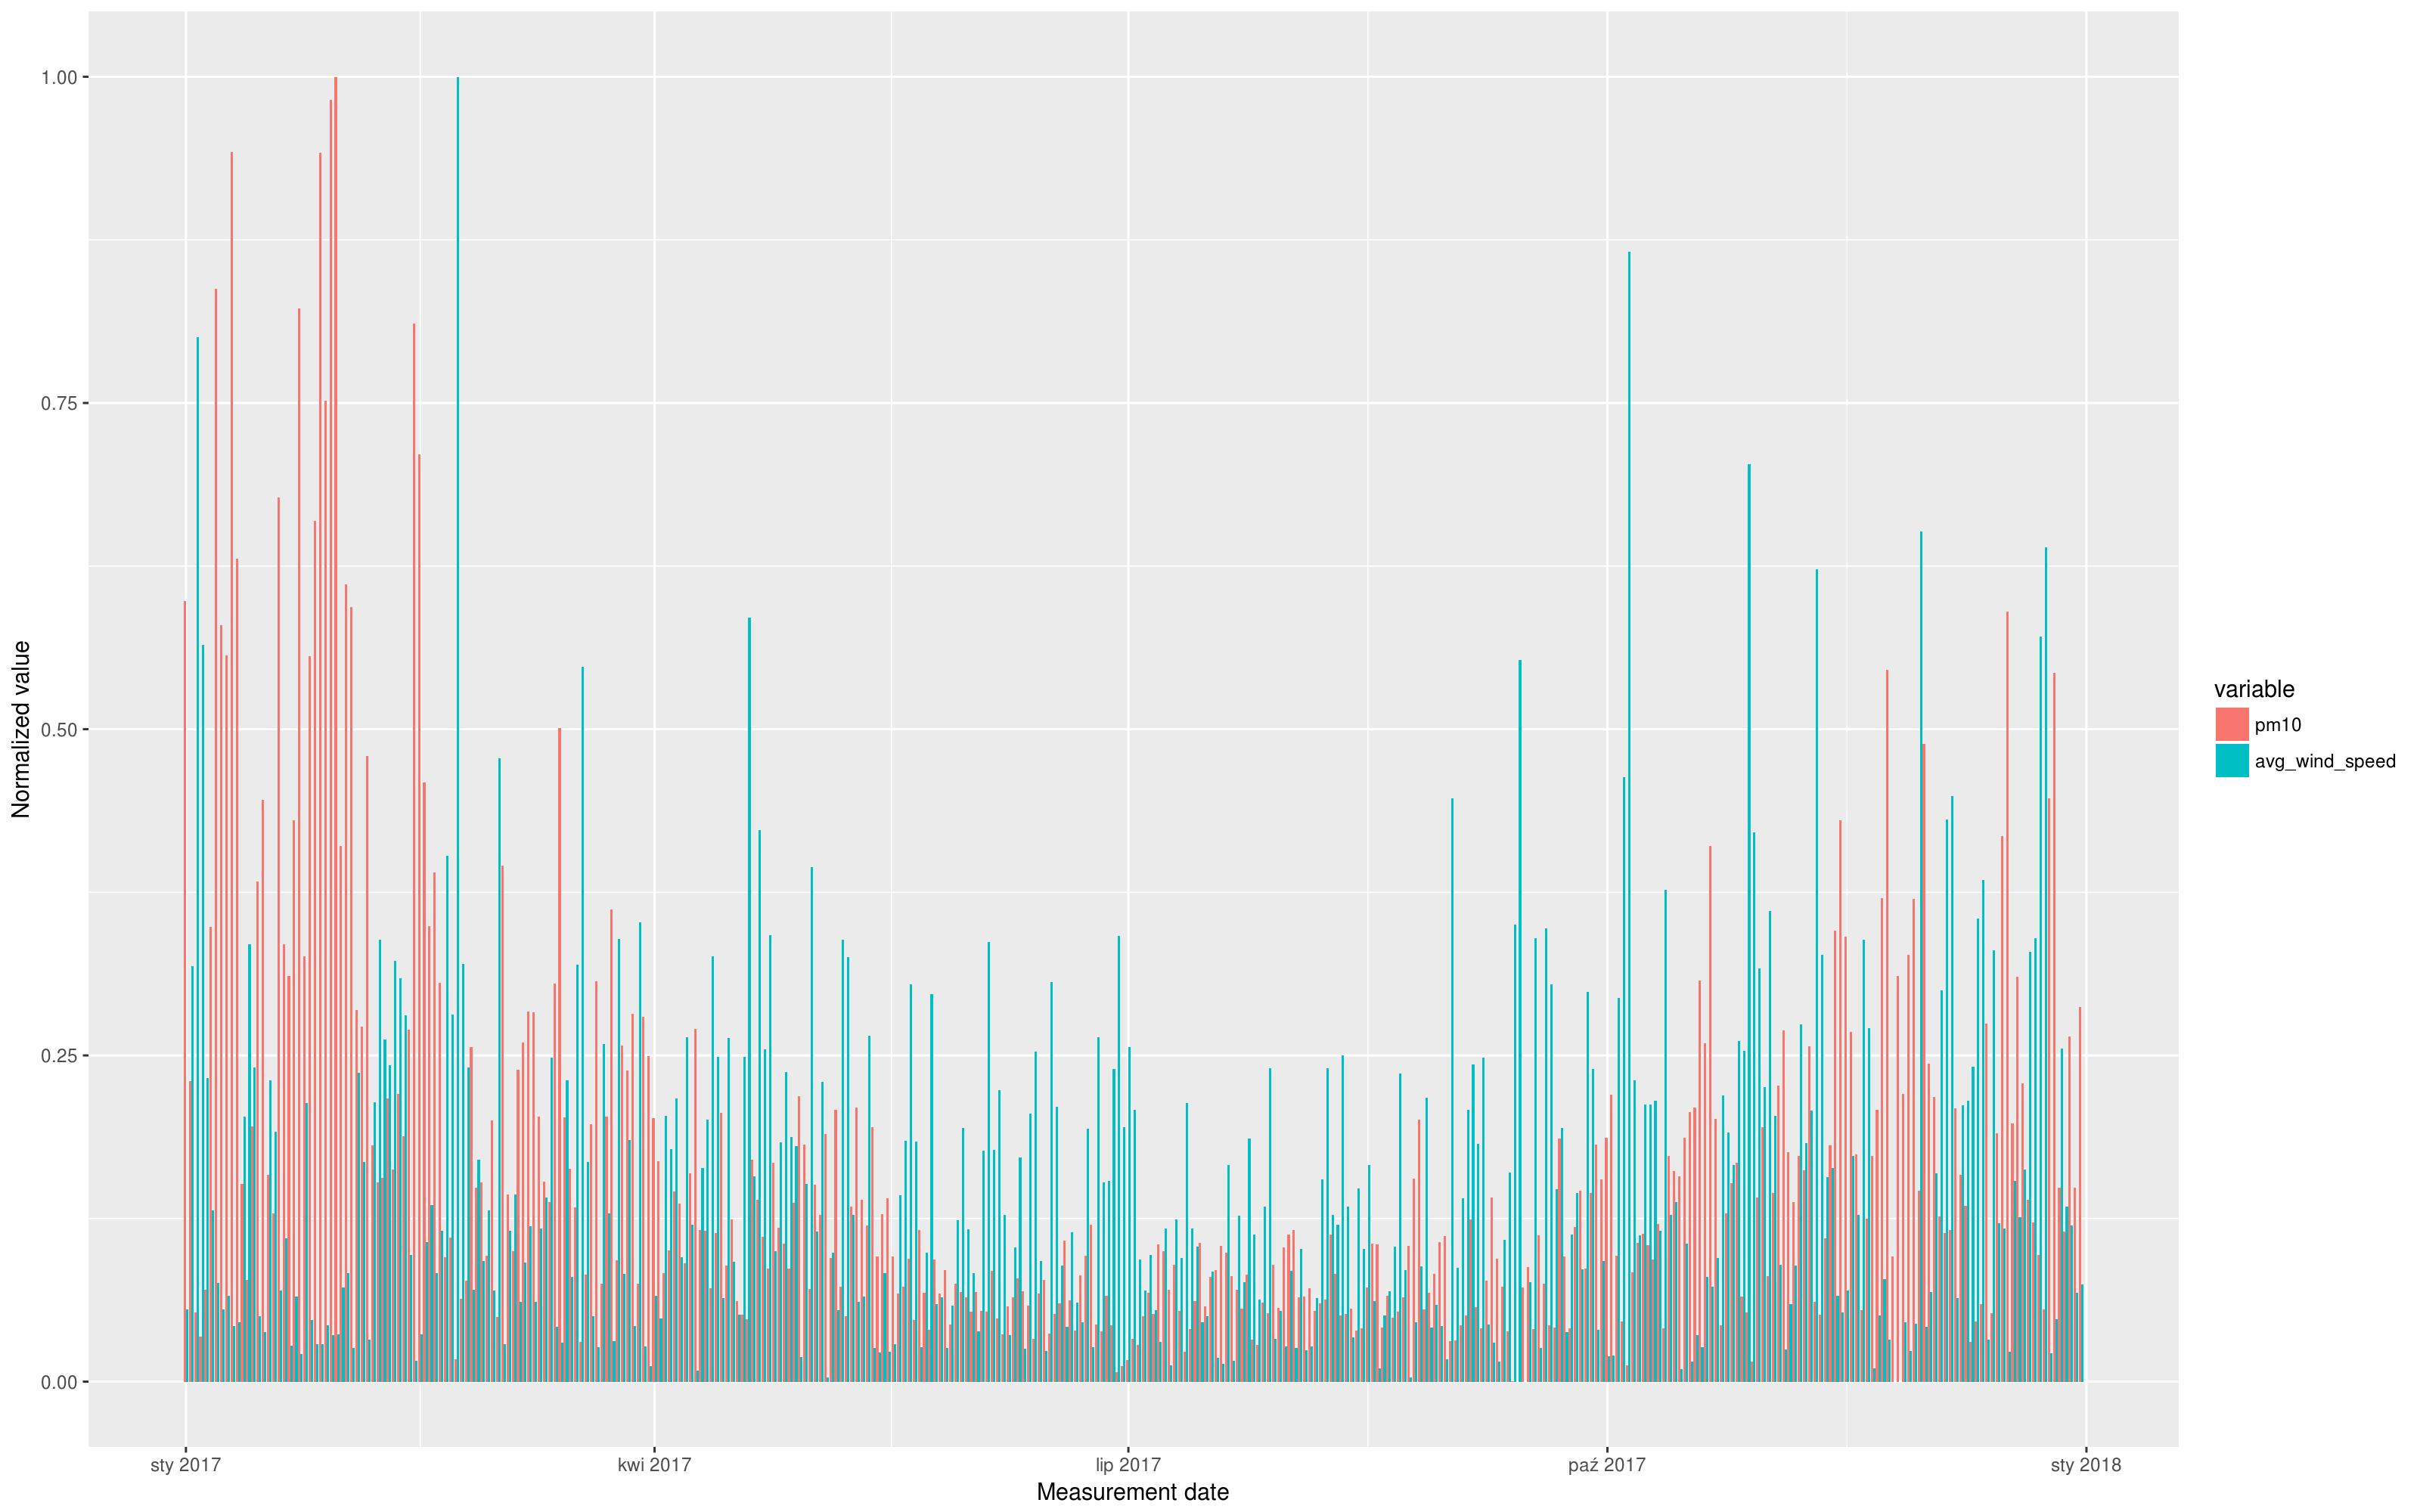 1.00
0.75
0.50
0.25
0.00
Normalized value
sty 2017
kwi 2017
lip 2017
paź 2017
sty 2018
Measurement date
variable
pm10
avg_wind_speed